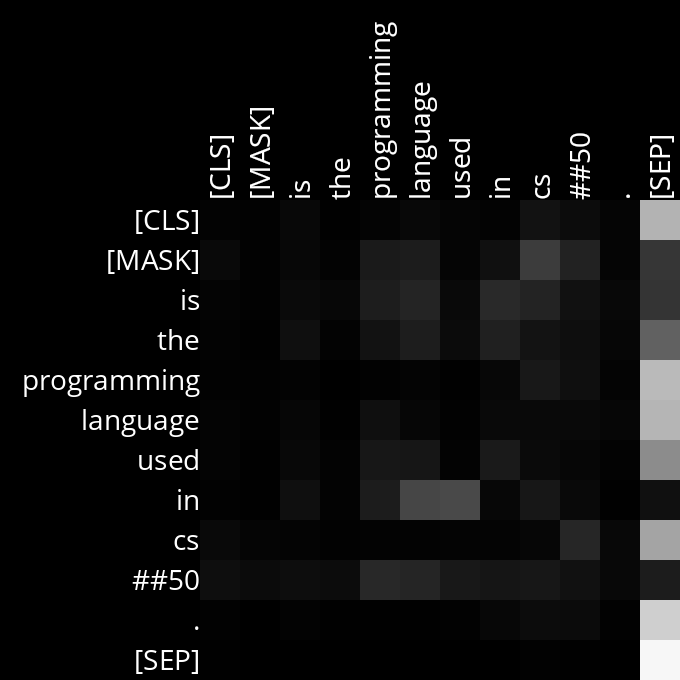 [CLS]
[MASK]
is
the
programming
language
used
in
cs
##50
.
[SEP]
[CLS]
[MASK]
is
the
programming
language
used
in
cs
##50
.
[SEP]